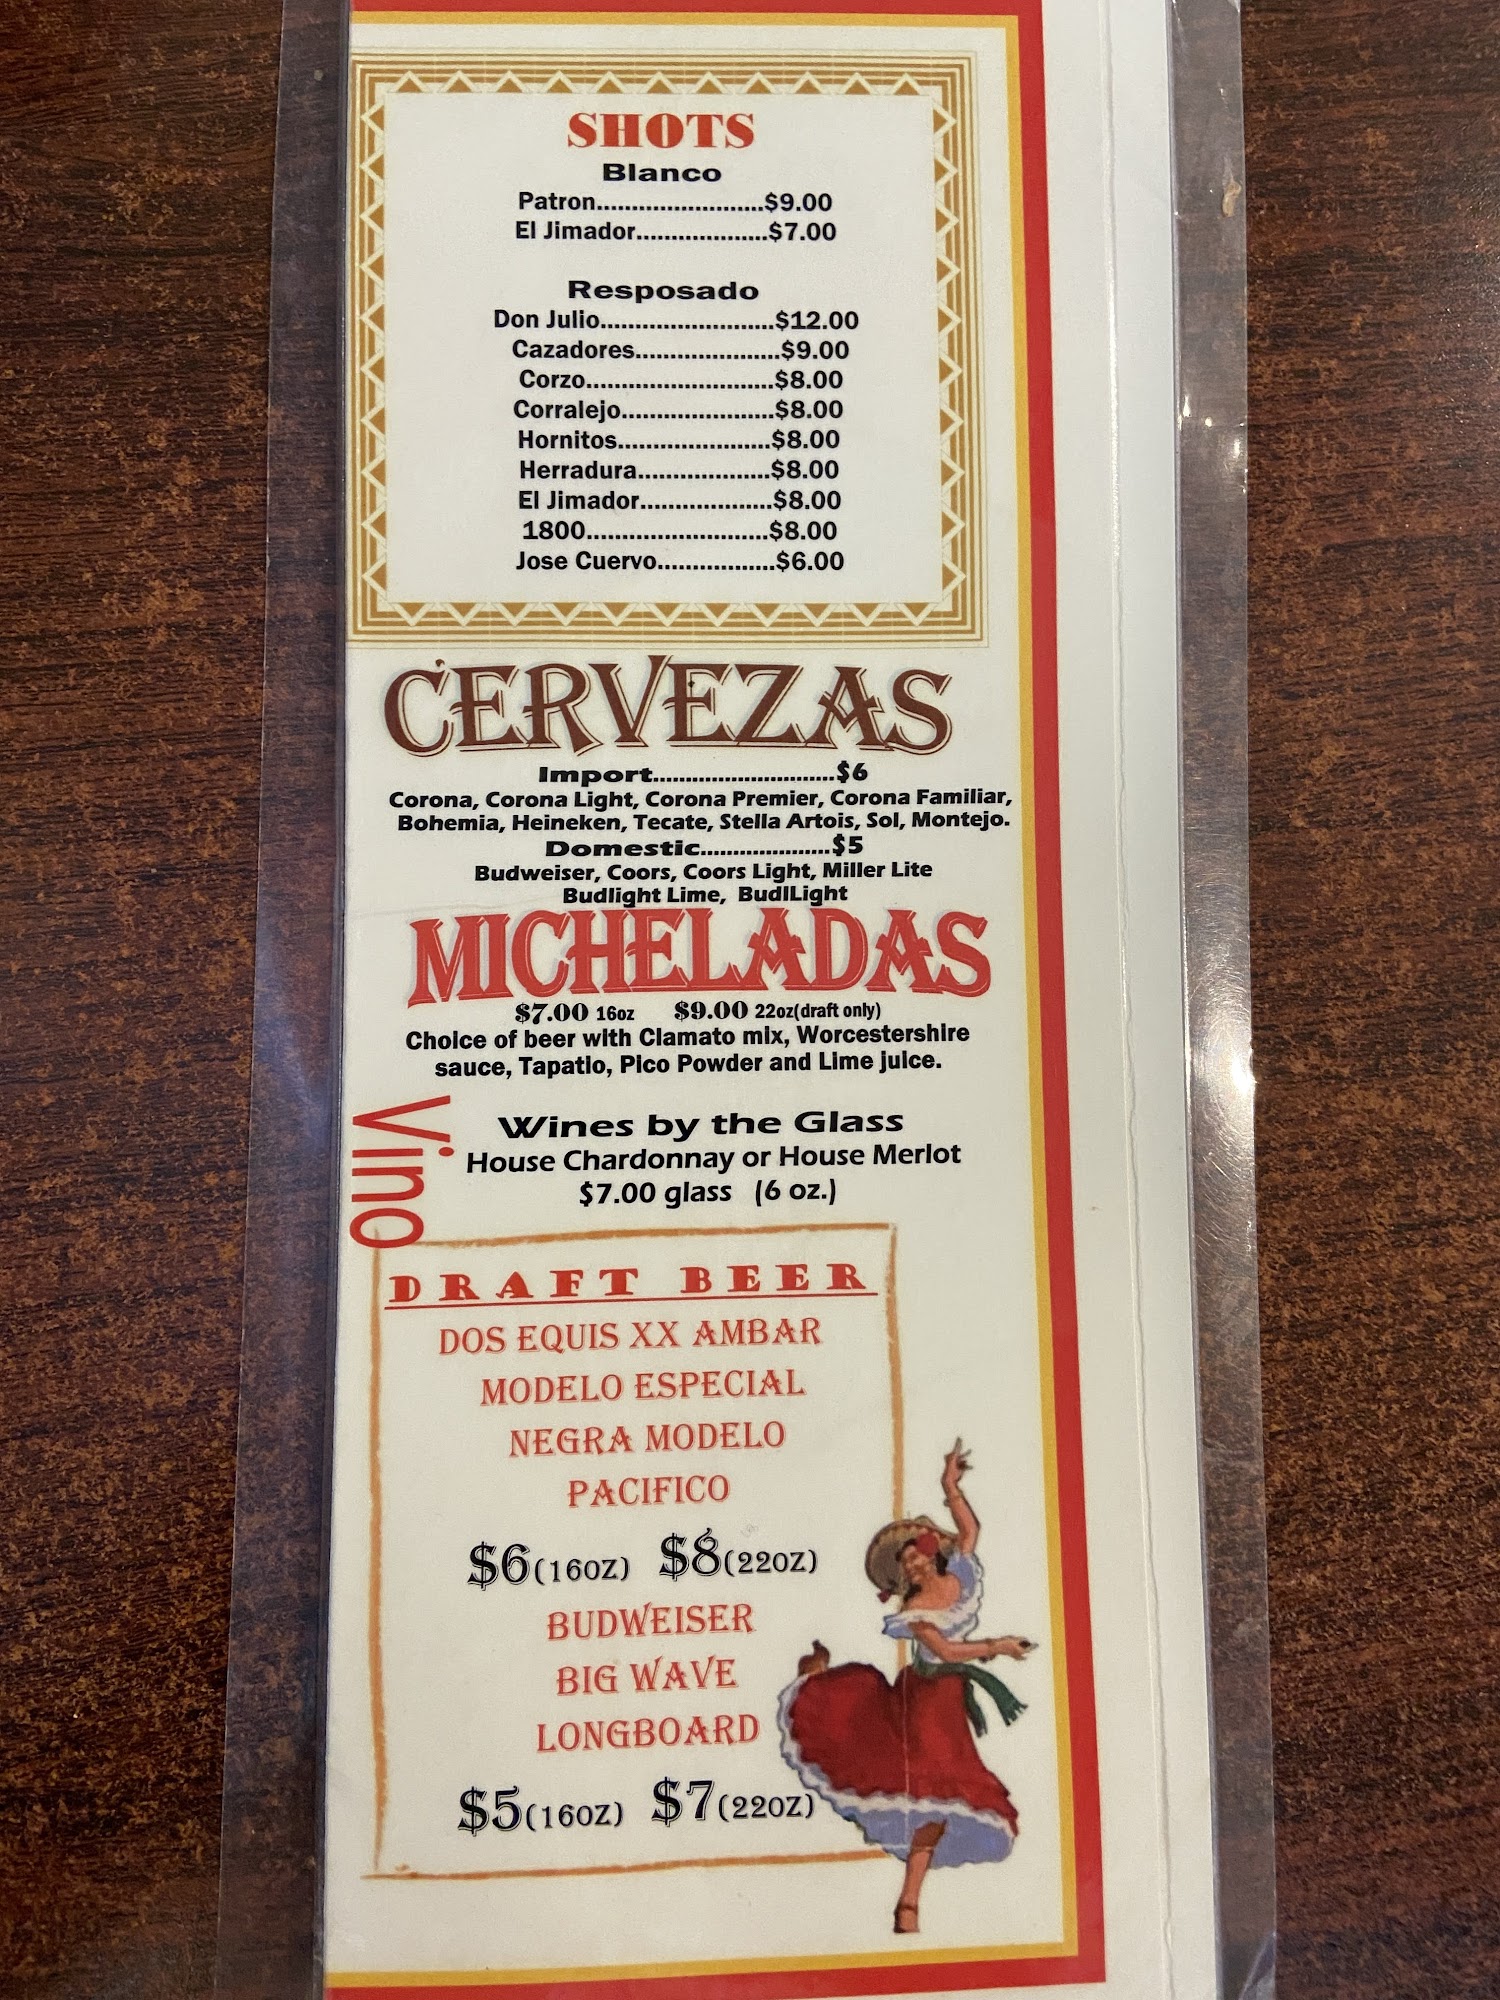 SHOTS
Blanco
Patron........................$9.00
El Jimador...................$7.00
Resposado
Don Julio.........................$12.00
Cazadores.....................$9.00
Corzo...........................$8.00
Corralejo......................$8.00
Hornitos......................$8.00
Herradura...................$8.00
El Jimador...................$8.00
1800..........................$8.00
Jose Cuervo.................$6.00
CERVEZAS
Import............................$6
Corona, Corona Light, Corona Premier, Corona Familiar,
Bohemia, Heineken, Tecate, Stella Artois, Sol, Montejo.
Domestic....................$5
Budweiser, Coors, Coors Light, Miller Lite
Budlight Lime, BudlLight
MICHELADAS
$7.00 16oz $9.00 22oz(draft only)
Choice of beer with Clamato mix, Worcestershire
sauce, Tapatio, Pico Powder and Lime juice.
Vino
Wines by the Glass
House Chardonnay or House Merlot
$7.00 glass (6 oz.)
DRAFT BEER
DOS EQUIS XX AMBAR
MODELO ESPECIAL
NEGRA MODELO
PACIFICO
$6(16OZ) $8(22OZ)
BUDWEISER
BIG WAVE
LONGBOARD
$5(16OZ) $7(22OZ)